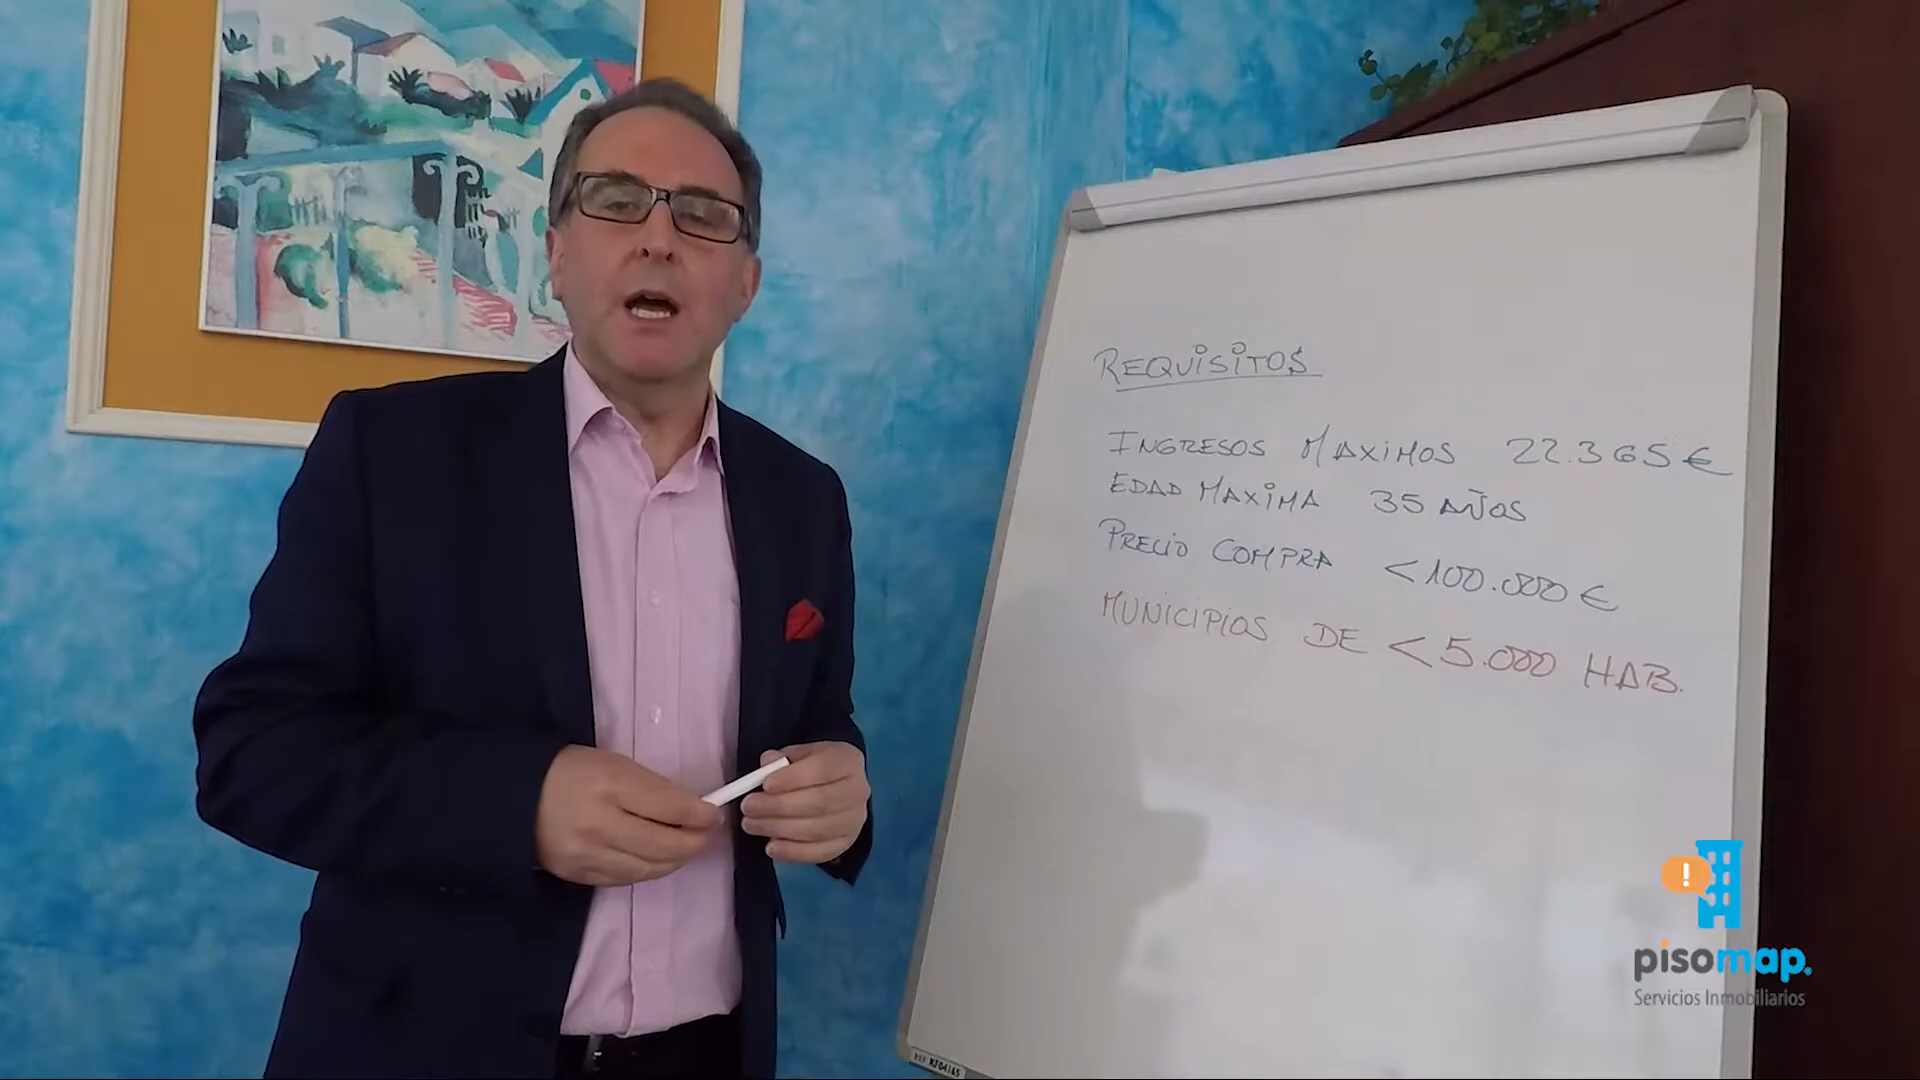 REQUISITOS
INGRESOS MAXIMOS 22.365 €
EDAD MAXIMA 35 AÑOS
PRECIO COMPRA <100.000 €
MUNICIPIOS DE <5.000 HAB.
!
pisomap.
Servicios Inmobiliarios